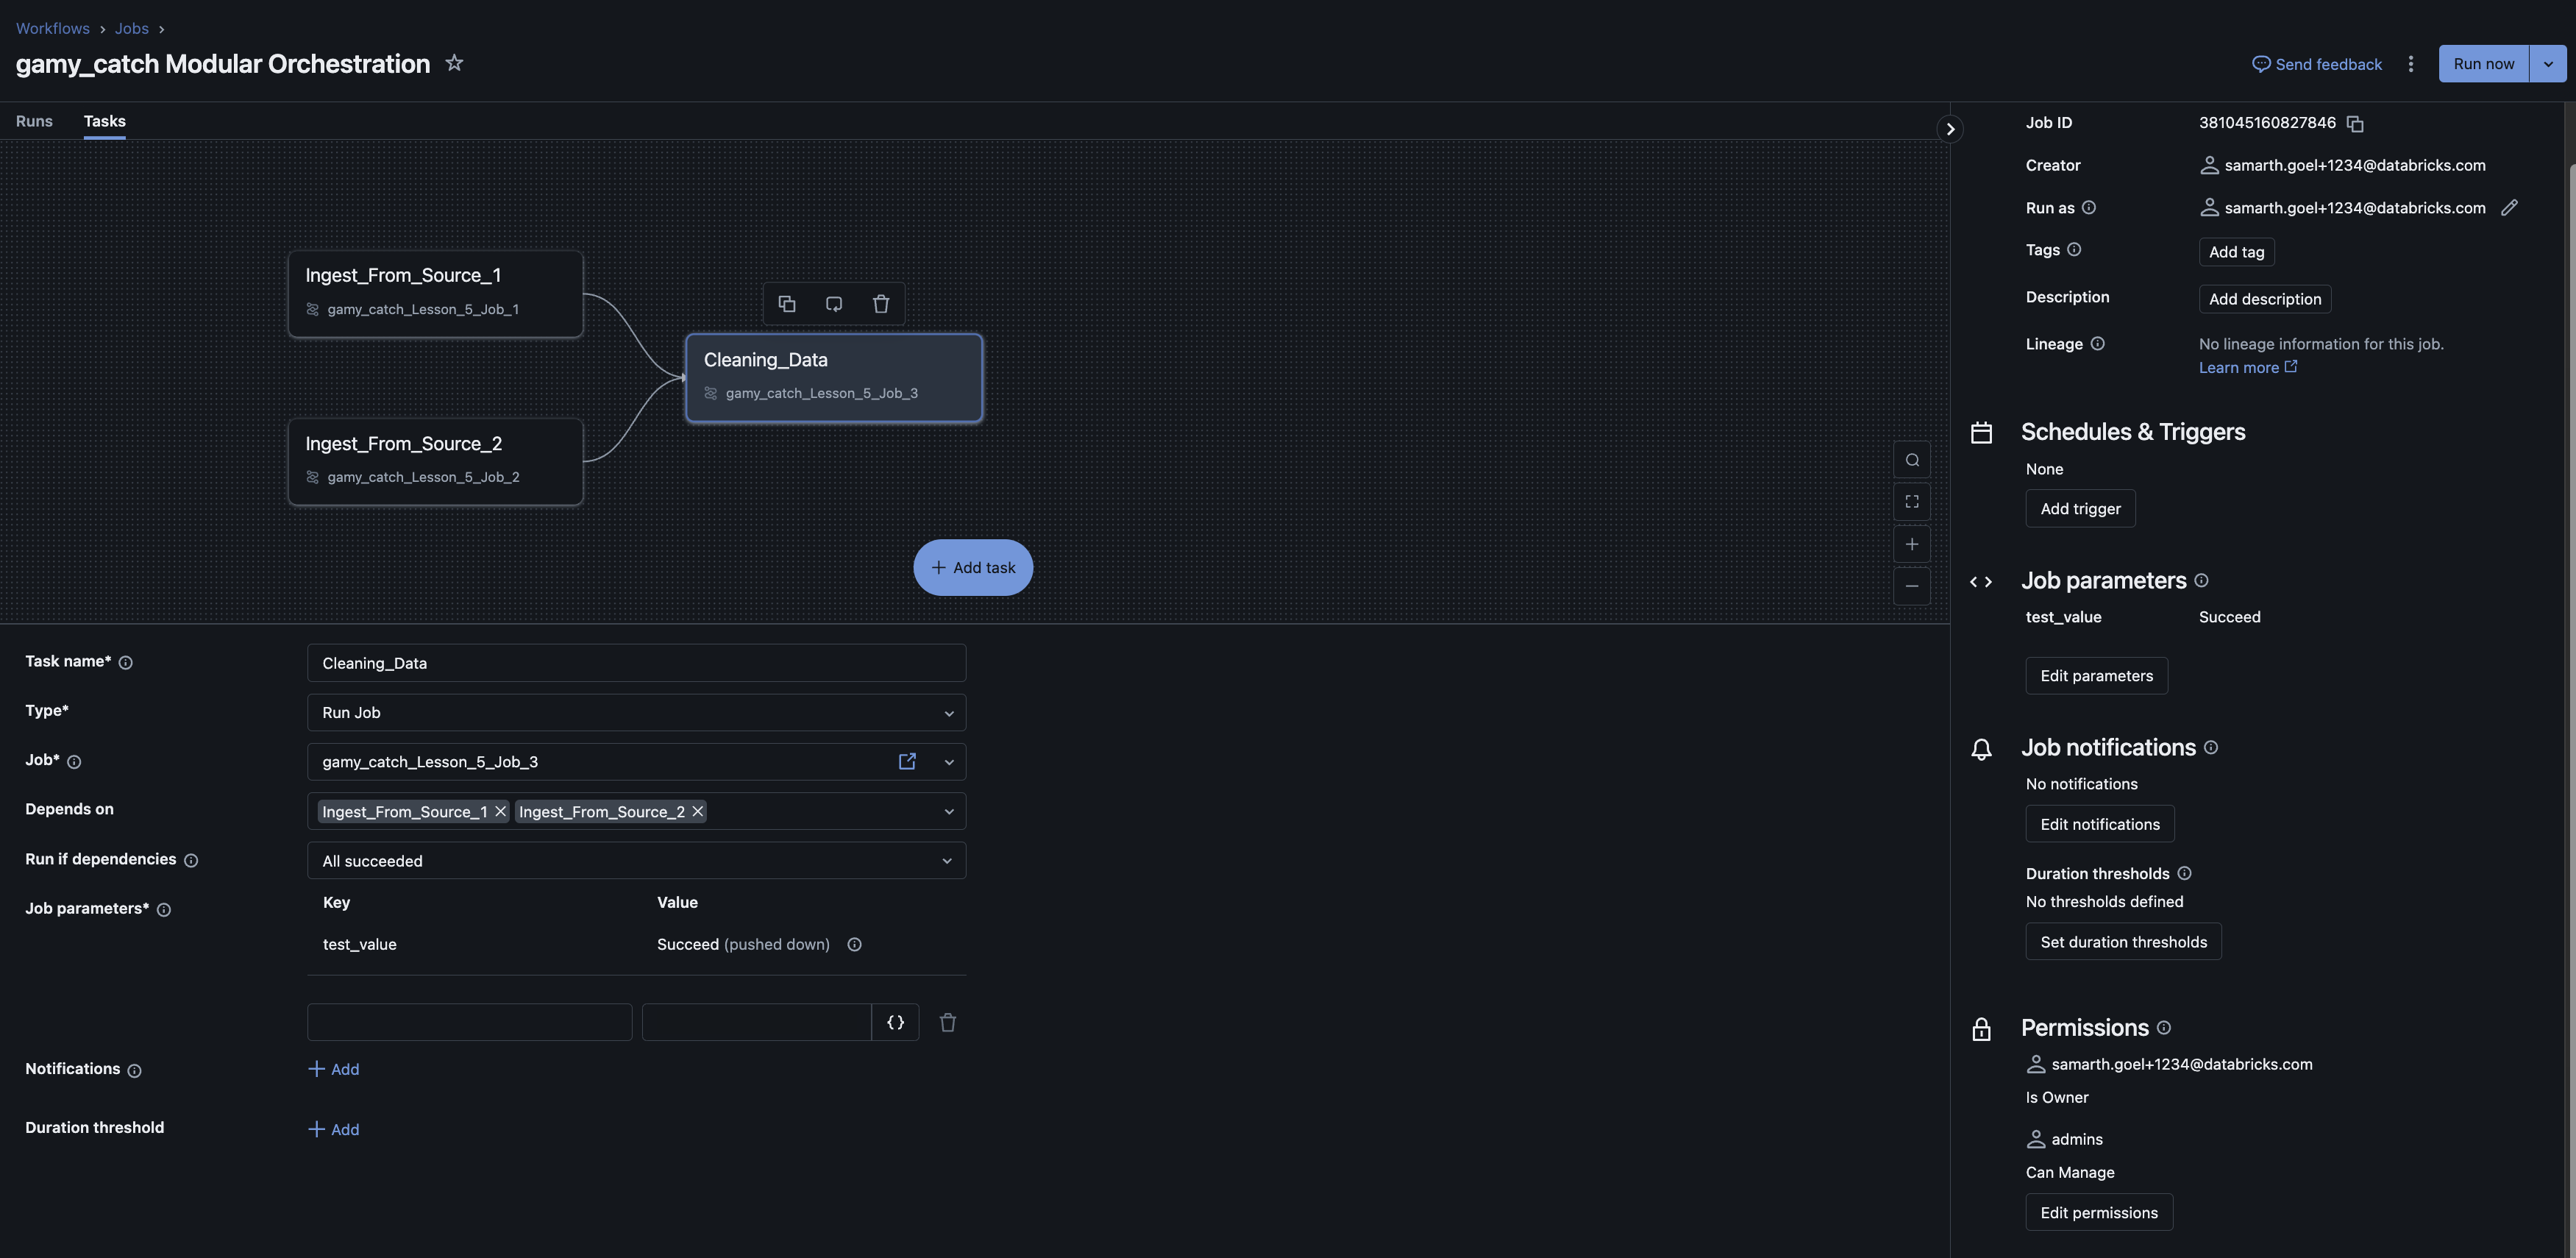 Workflows › Jobs ›
gamy_catch Modular Orchestration
Send feedback
Run now
Runs
Tasks
Ingest_From_Source_1
gamy_catch_Lesson_5_Job_1
Cleaning_Data
gamy_catch_Lesson_5_Job_3
Ingest_From_Source_2
gamy_catch_Lesson_5_Job_2
+ Add task
Task name*
Cleaning_Data
Type*
Run Job
Job*
gamy_catch_Lesson_5_Job_3
Depends on
Ingest_From_Source_1 Ingest_From_Source_2
Run if dependencies
All succeeded
Job parameters*
Key Value
test_value Succeed (pushed down)
{}
Notifications
+ Add
Duration threshold
+ Add
Job ID 381045160827846
Creator samarth.goel+1234@databricks.com
Run as samarth.goel+1234@databricks.com
Tags Add tag
Description Add description
Lineage No lineage information for this job.
Learn more
Schedules & Triggers
None
Add trigger
Job parameters
test_value Succeed
Edit parameters
Job notifications
No notifications
Edit notifications
Duration thresholds
No thresholds defined
Set duration thresholds
Permissions
samarth.goel+1234@databricks.com
Is Owner
admins
Can Manage
Edit permissions